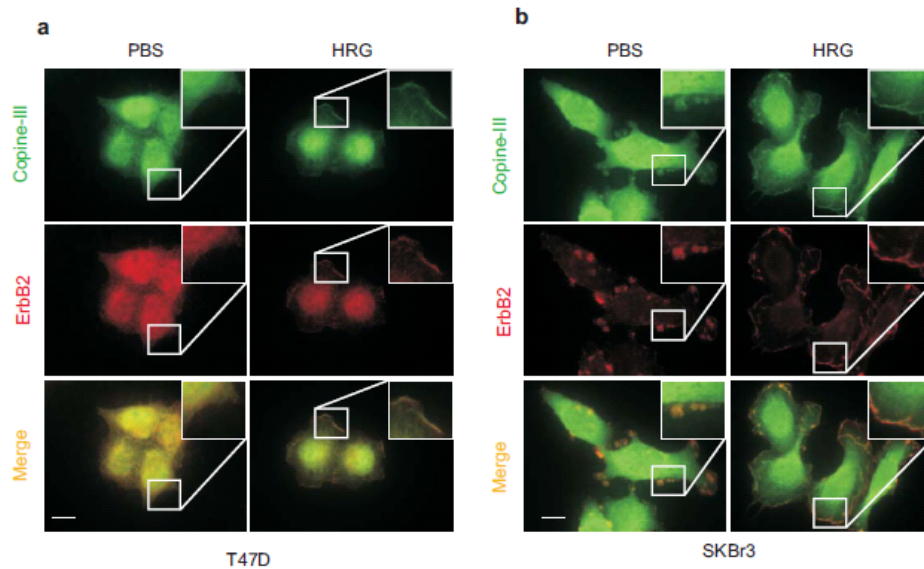 a
PBS HRG
Copine-III
ErbB2
Merge
T47D
b
PBS HRG
Copine-III
ErbB2
Merge
SKBr3